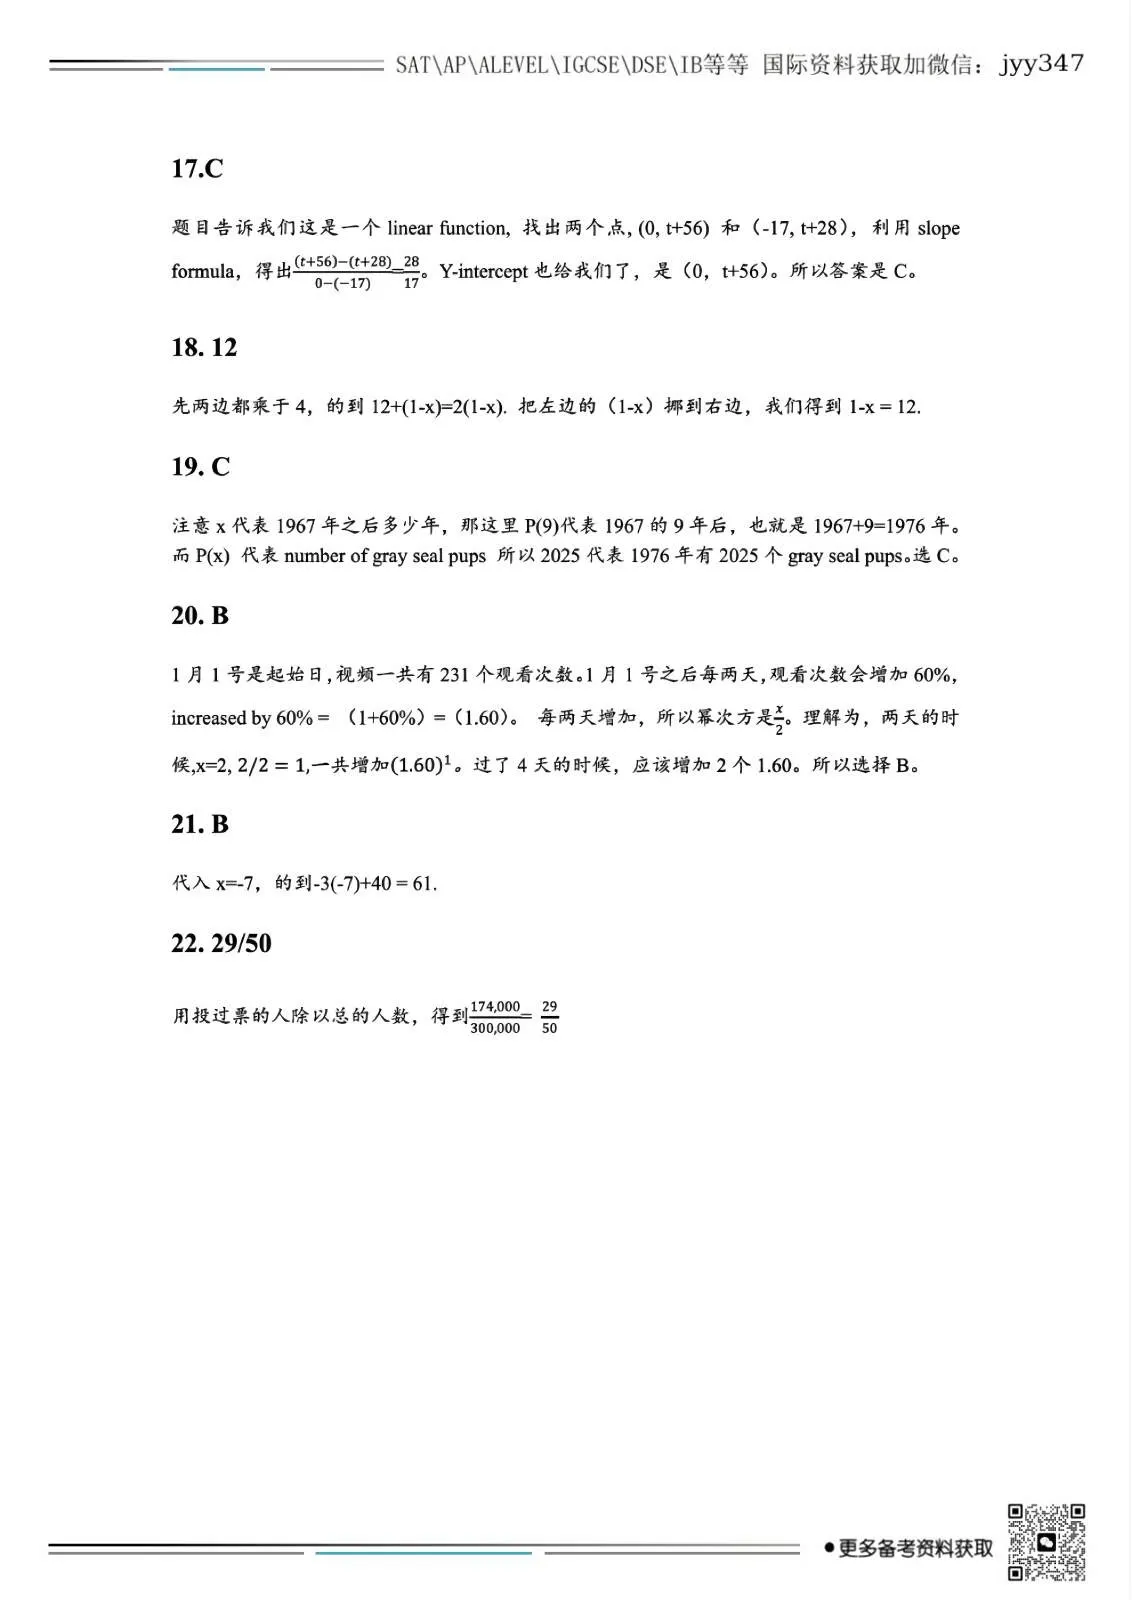 SAT\AP\ALEVEL\IGCSE\DSE\IB等等 国际资料获取加微信：jyy347
17.C
题目告诉我们这是一个 linear function, 找出两个点, (0, t+56) 和（-17, t+28），利用 slope
formula，得出(t+56)−(t+28)/0−(−17)=28/17。Y-intercept 也给我们了，是（0，t+56）。所以答案是 C。
18. 12
先两边都乘于 4，的到 12+(1-x)=2(1-x). 把左边的（1-x）挪到右边，我们得到 1-x = 12.
19. C
注意 x 代表 1967 年之后多少年，那这里 P(9)代表 1967 的 9 年后，也就是 1967+9=1976 年。
而 P(x) 代表 number of gray seal pups 所以 2025 代表 1976 年有 2025 个 gray seal pups。选 C。
20. B
1 月 1 号是起始日,视频一共有 231 个观看次数。1 月 1 号之后每两天,观看次数会增加 60%，
increased by 60% = （1+60%）=（1.60）。 每两天增加，所以幂次方是x/2。理解为，两天的时
候,x=2, 2/2 = 1,一共增加(1.60)¹。过了 4 天的时候，应该增加 2 个 1.60。所以选择 B。
21. B
代入 x=-7，的到-3(-7)+40 = 61.
22. 29/50
用投过票的人除以总的人数，得到174,000/300,000= 29/50
●更多备考资料获取